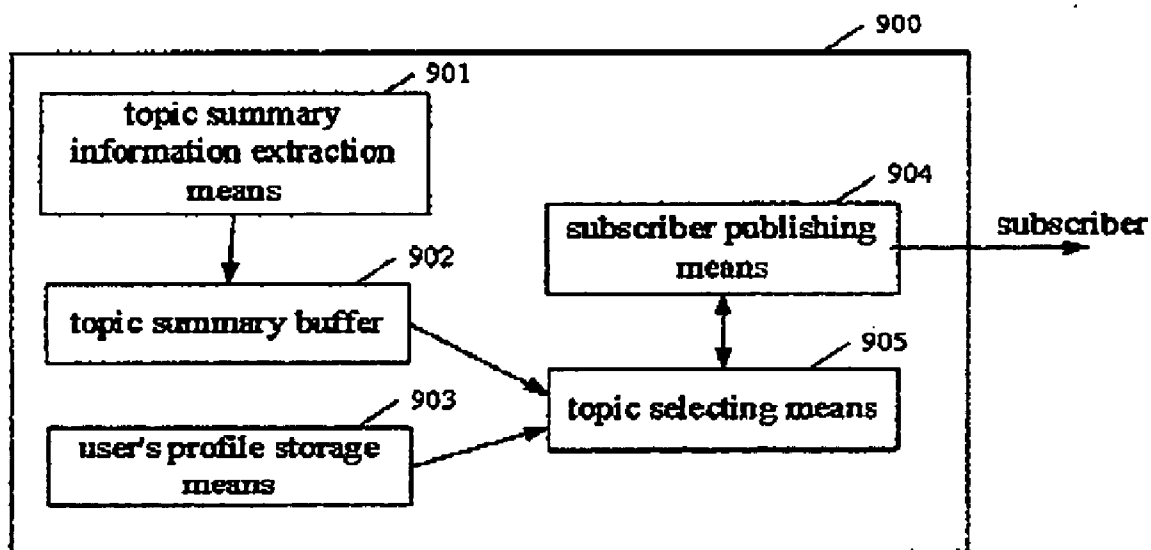 900
901
topic summary
information extraction
means
904
subscriber publishing
means
subscriber
902
topic summary buffer
905
topic selecting means
903
user's profile storage
means